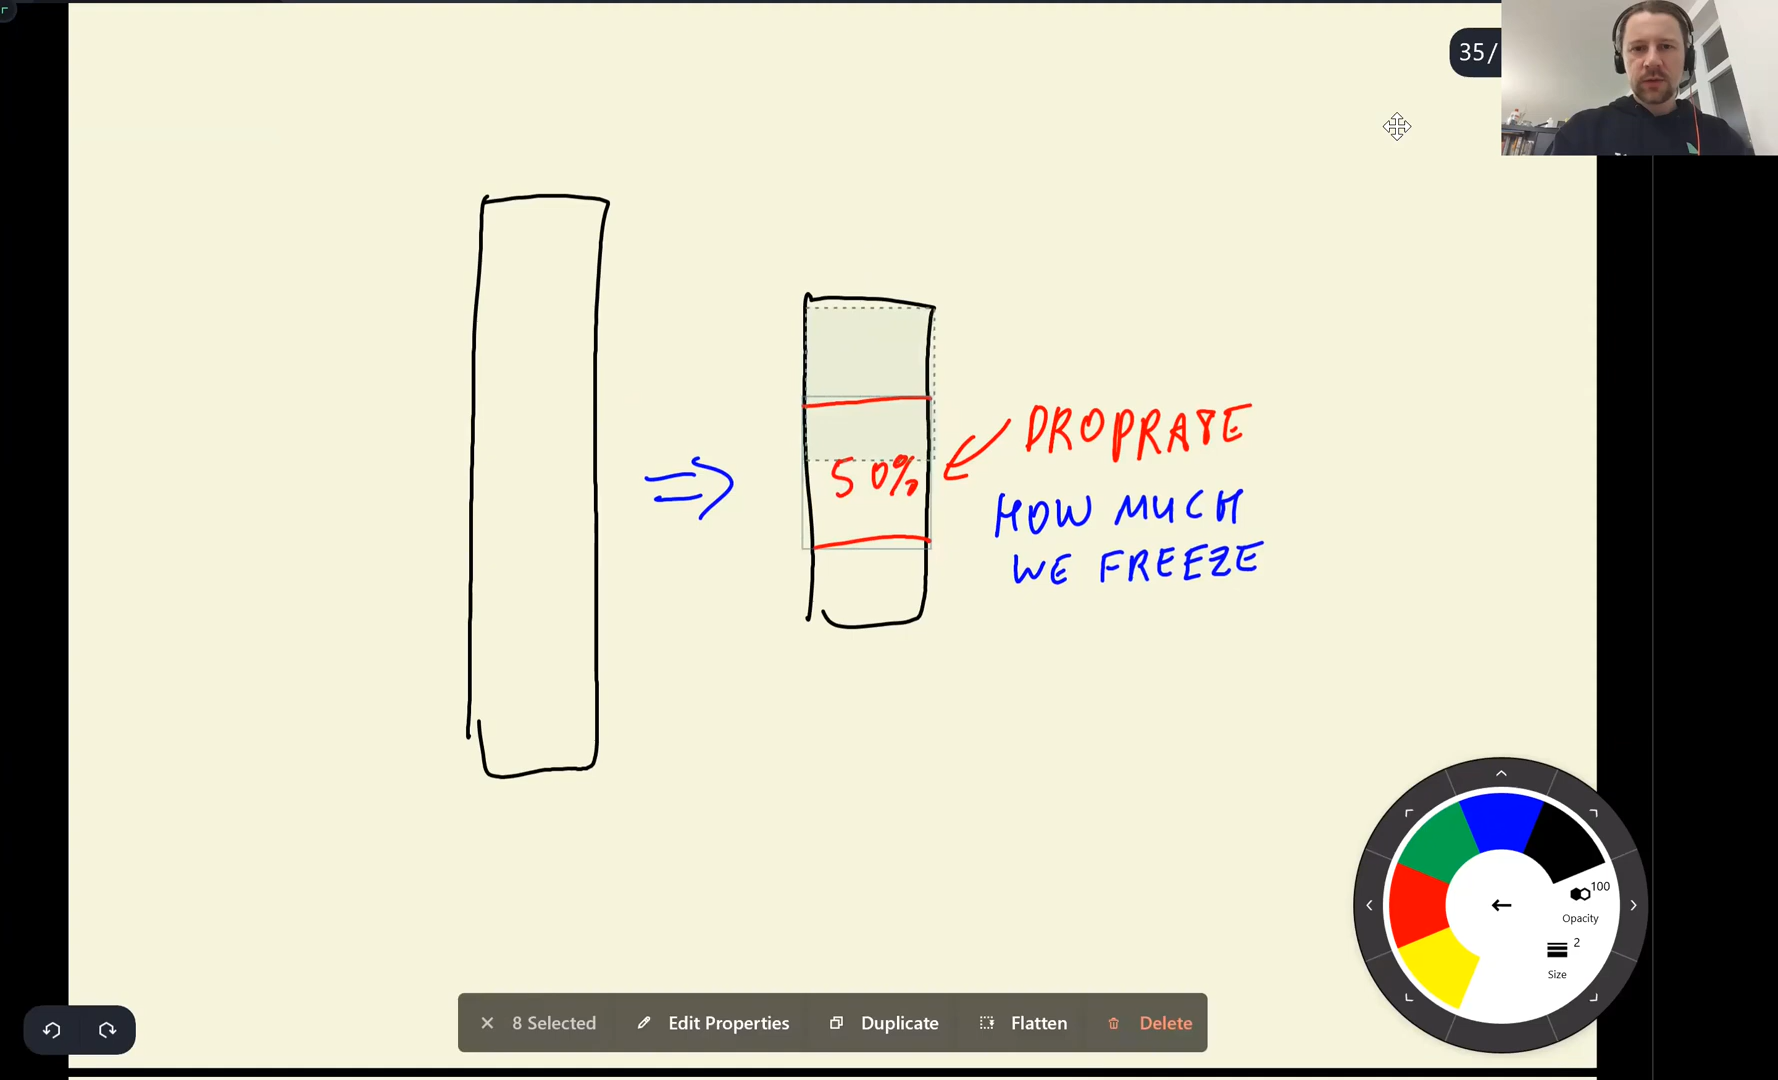 35/
50%
DROPRATE
HOW MUCH
WE FREEZE
100
Opacity
2
Size
8 Selected
Edit Properties
Duplicate
Flatten
Delete